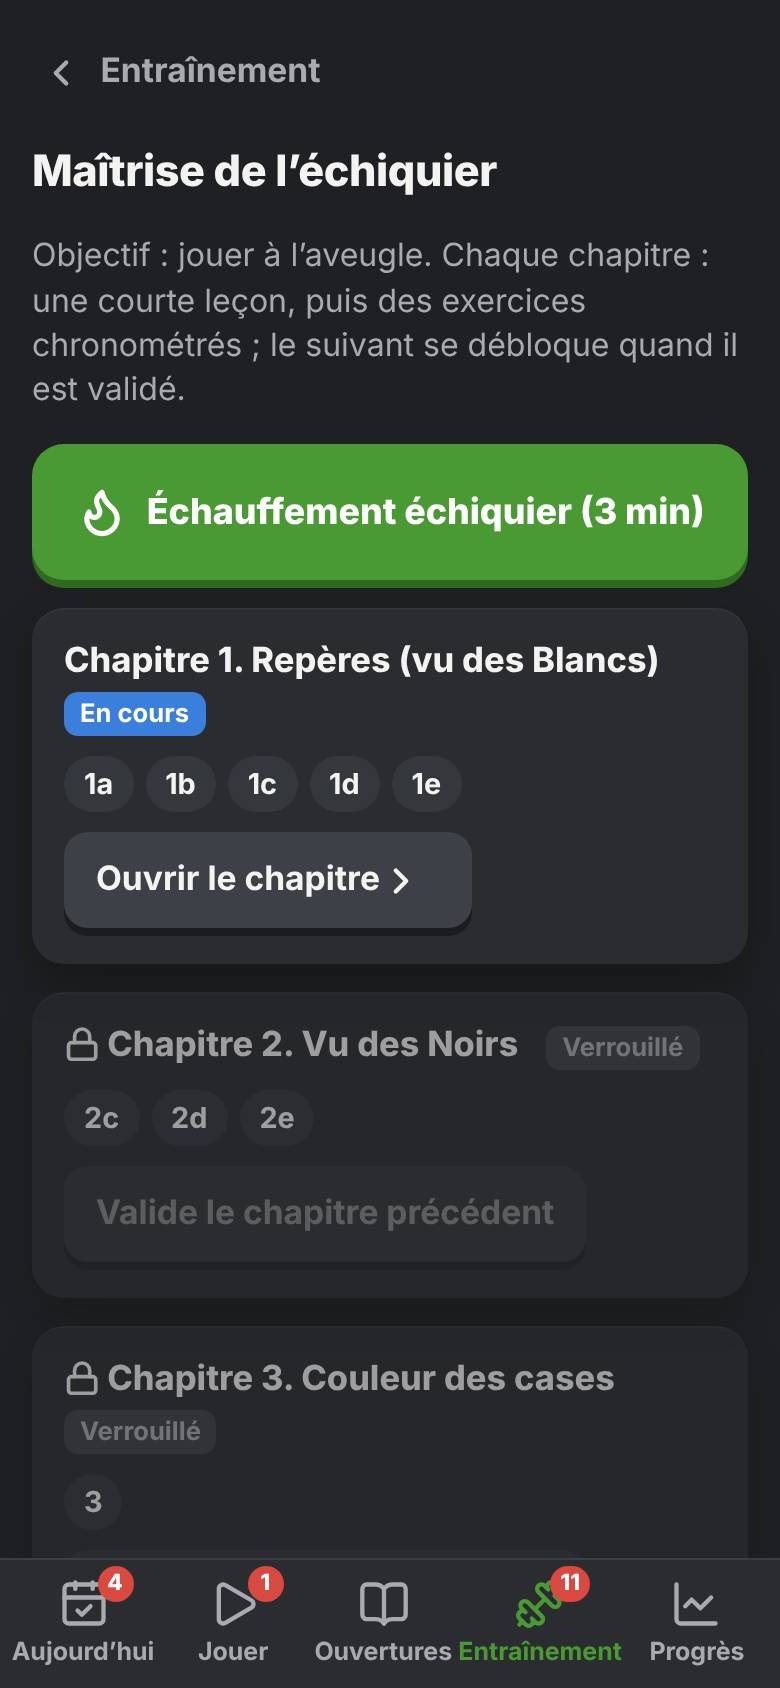 Entraînement
Maîtrise de l’échiquier
Objectif : jouer à l’aveugle. Chaque chapitre :
une courte leçon, puis des exercices
chronométrés ; le suivant se débloque quand il
est validé.
Échauffement échiquier (3 min)
Chapitre 1. Repères (vu des Blancs)
En cours
1a 1b 1c 1d 1e
Ouvrir le chapitre
Chapitre 2. Vu des Noirs Verrouillé
2c 2d 2e
Valide le chapitre précédent
Chapitre 3. Couleur des cases
Verrouillé
3
4 1 11
Aujourd’hui Jouer Ouvertures Entraînement Progrès